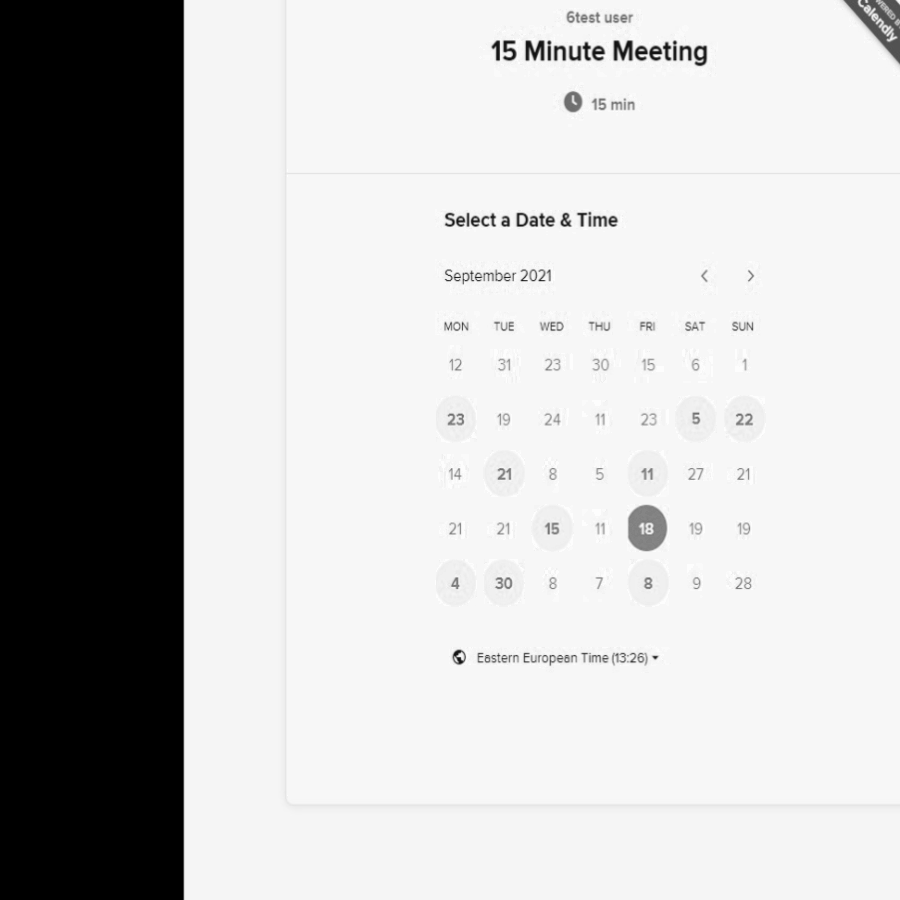 6test user
15 Minute Meeting
15 min
Calendly
Select a Date & Time
September 2021
MON TUE WED THU FRI SAT SUN
12 31 23 30 15 6 1
23 19 24 11 23 5 22
14 21 8 5 11 27 21
21 21 15 11 18 19 19
4 30 8 7 8 9 28
Eastern European Time (13:26)